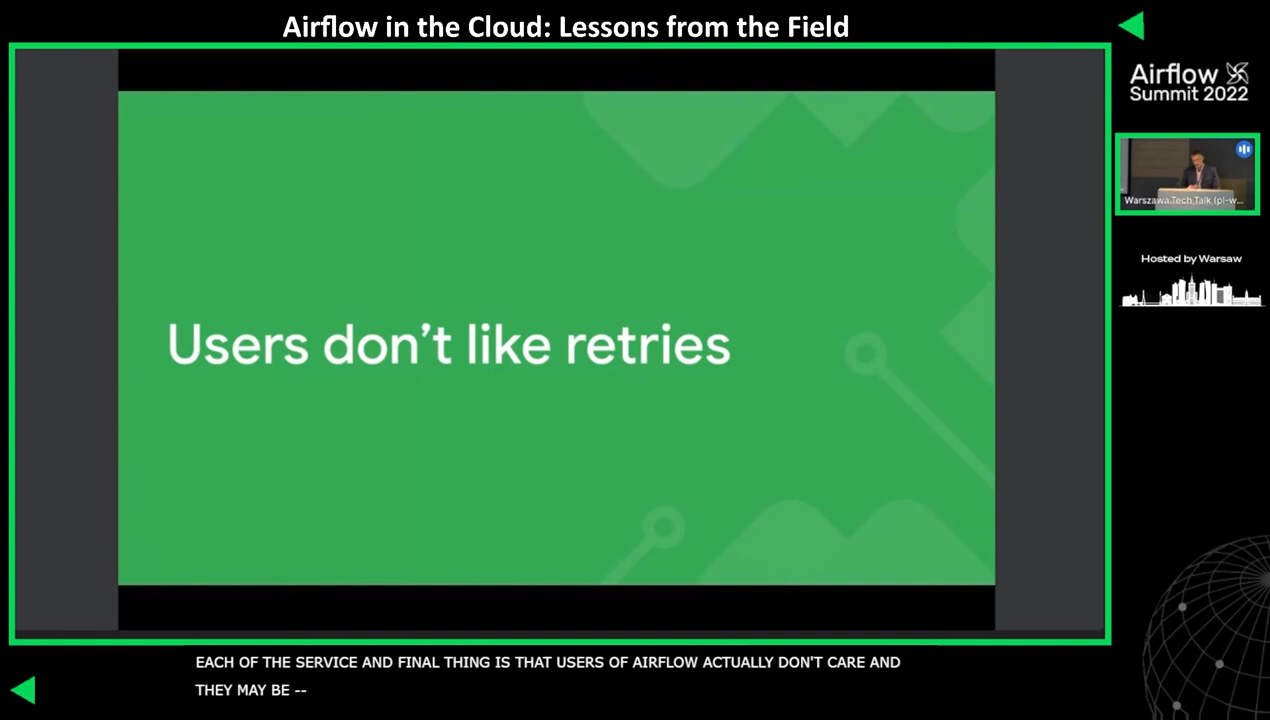 Airflow in the Cloud: Lessons from the Field
Airflow
Summit 2022
Warszawa.Tech.Talk (pl-w...
Hosted by Warsaw
Users don't like retries
EACH OF THE SERVICE AND FINAL THING IS THAT USERS OF AIRFLOW ACTUALLY DON'T CARE AND
THEY MAY BE --